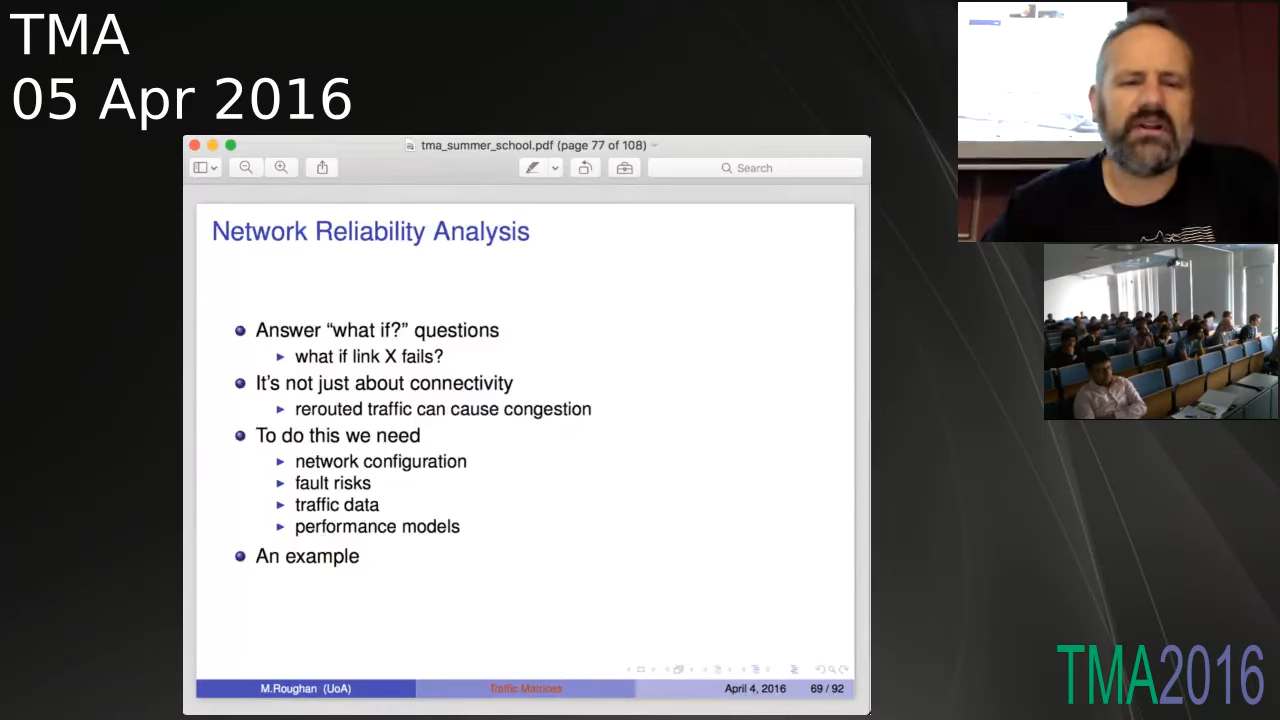 TMA
05 Apr 2016
tma_summer_school.pdf (page 77 of 108)
Search
Network Reliability Analysis
Answer “what if?” questions
what if link X fails?
It's not just about connectivity
rerouted traffic can cause congestion
To do this we need
network configuration
fault risks
traffic data
performance models
An example
M.Roughan (UoA) Traffic Matrices April 4, 2016 69 / 92
TMA2016